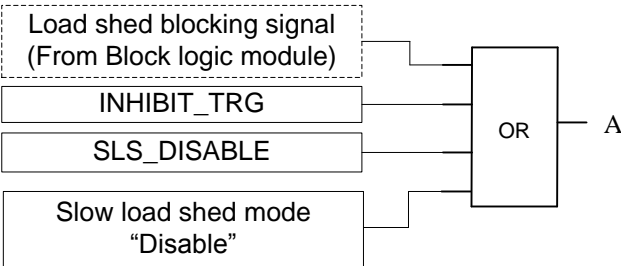 Load shed blocking signal
(From Block logic module)
INHIBIT_TRG
SLS_DISABLE
Slow load shed mode
“Disable”
OR
A